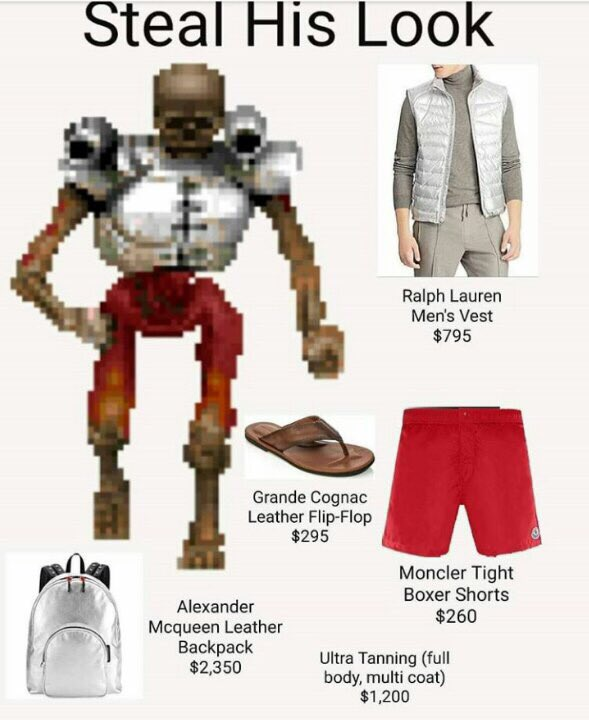 Steal His Look
Ralph Lauren
Men's Vest
$795
Grande Cognac
Leather Flip-Flop
$295
Moncler Tight
Boxer Shorts
$260
Alexander
Mcqueen Leather
Backpack
$2,350
Ultra Tanning (full
body, multi coat)
$1,200